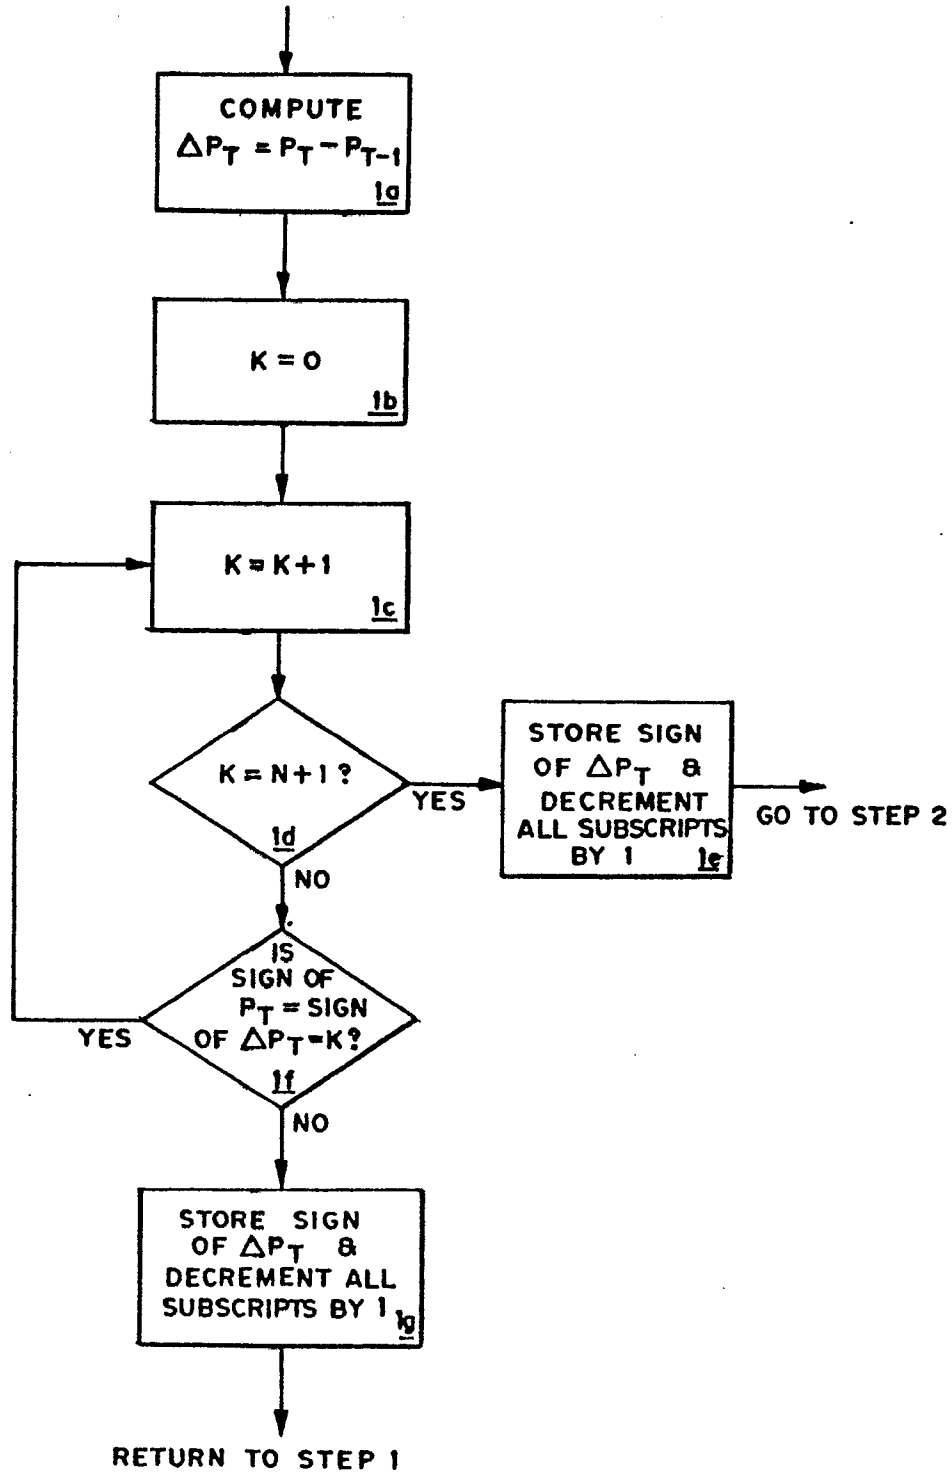 COMPUTE
ΔP_T = P_T - P_T-1
1a
K = 0
1b
K = K+1
1c
K = N+1?
1d
YES
NO
STORE SIGN
OF ΔP_T &
DECREMENT
ALL SUBSCRIPTS
BY 1
1e
GO TO STEP 2
IS
SIGN OF
P_T = SIGN
OF ΔP_T-K?
1f
YES
NO
STORE SIGN
OF ΔP_T &
DECREMENT ALL
SUBSCRIPTS BY 1
1g
RETURN TO STEP 1